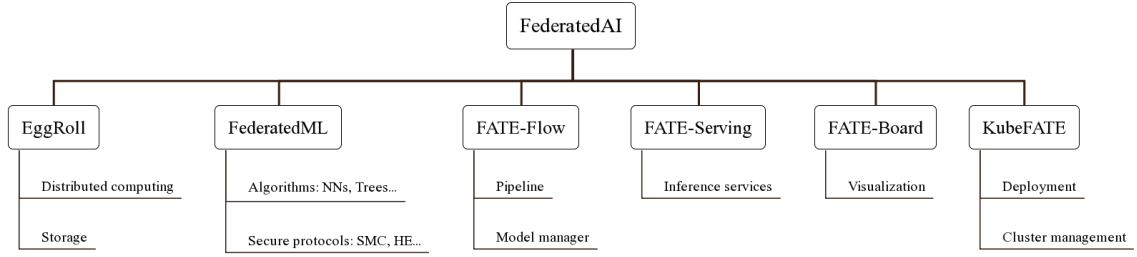 FederatedAI
EggRoll
FederatedML
FATE-Flow
FATE-Serving
FATE-Board
KubeFATE
Distributed computing
Algorithms: NNs, Trees...
Pipeline
Inference services
Visualization
Deployment
Storage
Secure protocols: SMC, HE...
Model manager
Cluster management